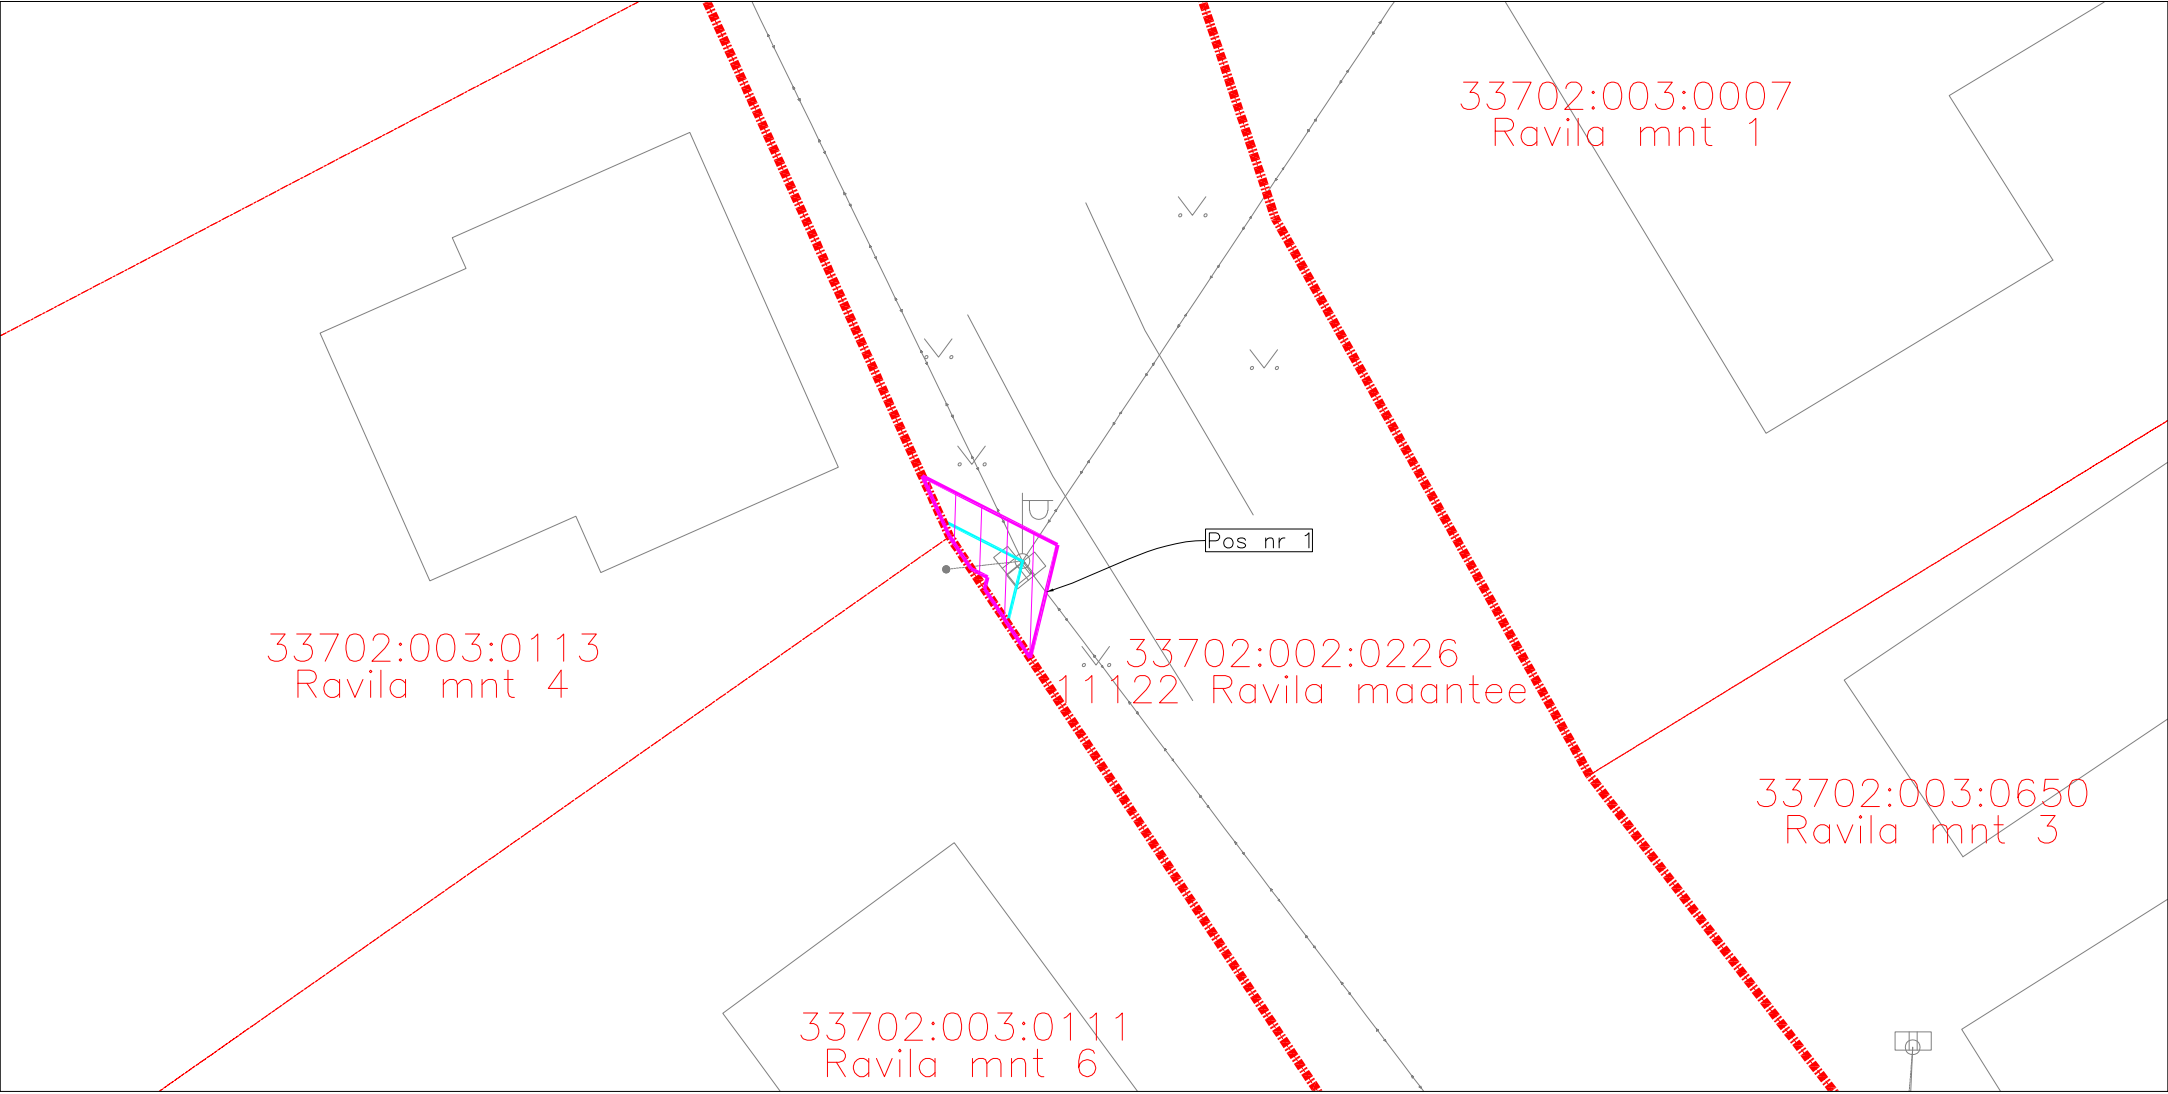 33702:003:0007
Ravila mnt 1
Pos nr 1
33702:003:0113
Ravila mnt 4
33702:002:0226
11122 Ravila maantee
33702:003:0650
Ravila mnt 3
33702:003:0111
Ravila mnt 6